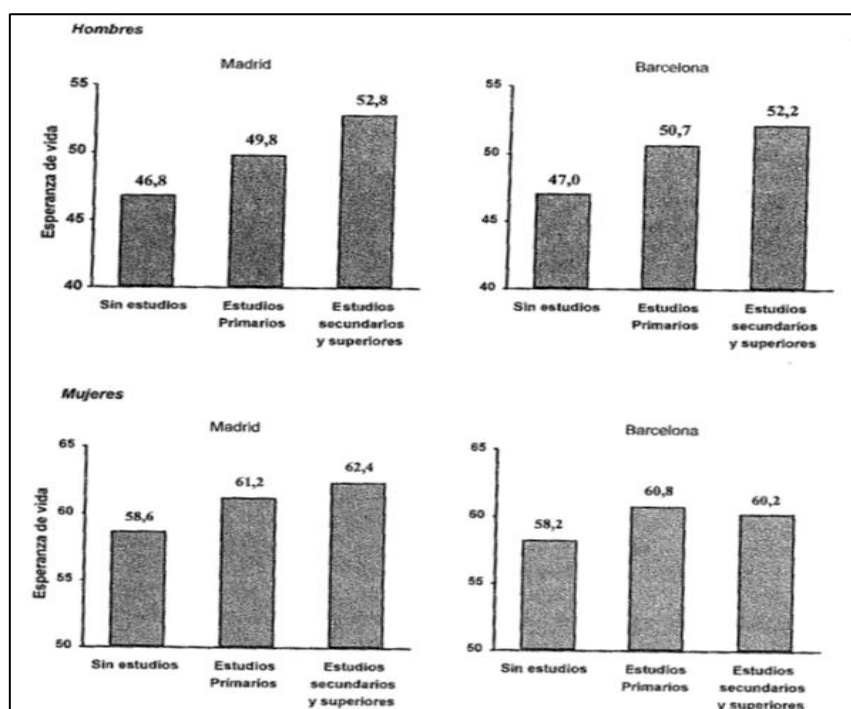 Hombres
Madrid
Esperanza de vida
55
50
45
40
46,8
49,8
52,8
Sin estudios
Estudios
Primarios
Estudios
secundarios
y superiores
Barcelona
55
50
45
40
47,0
50,7
52,2
Sin estudios
Estudios
Primarios
Estudios
secundarios
y superiores
Mujeres
Madrid
Esperanza de vida
65
60
55
50
58,6
61,2
62,4
Sin estudios
Estudios
Primarios
Estudios
secundarios
y superiores
Barcelona
65
60
55
50
58,2
60,8
60,2
Sin estudios
Estudios
Primarios
Estudios
secundarios
y superiores